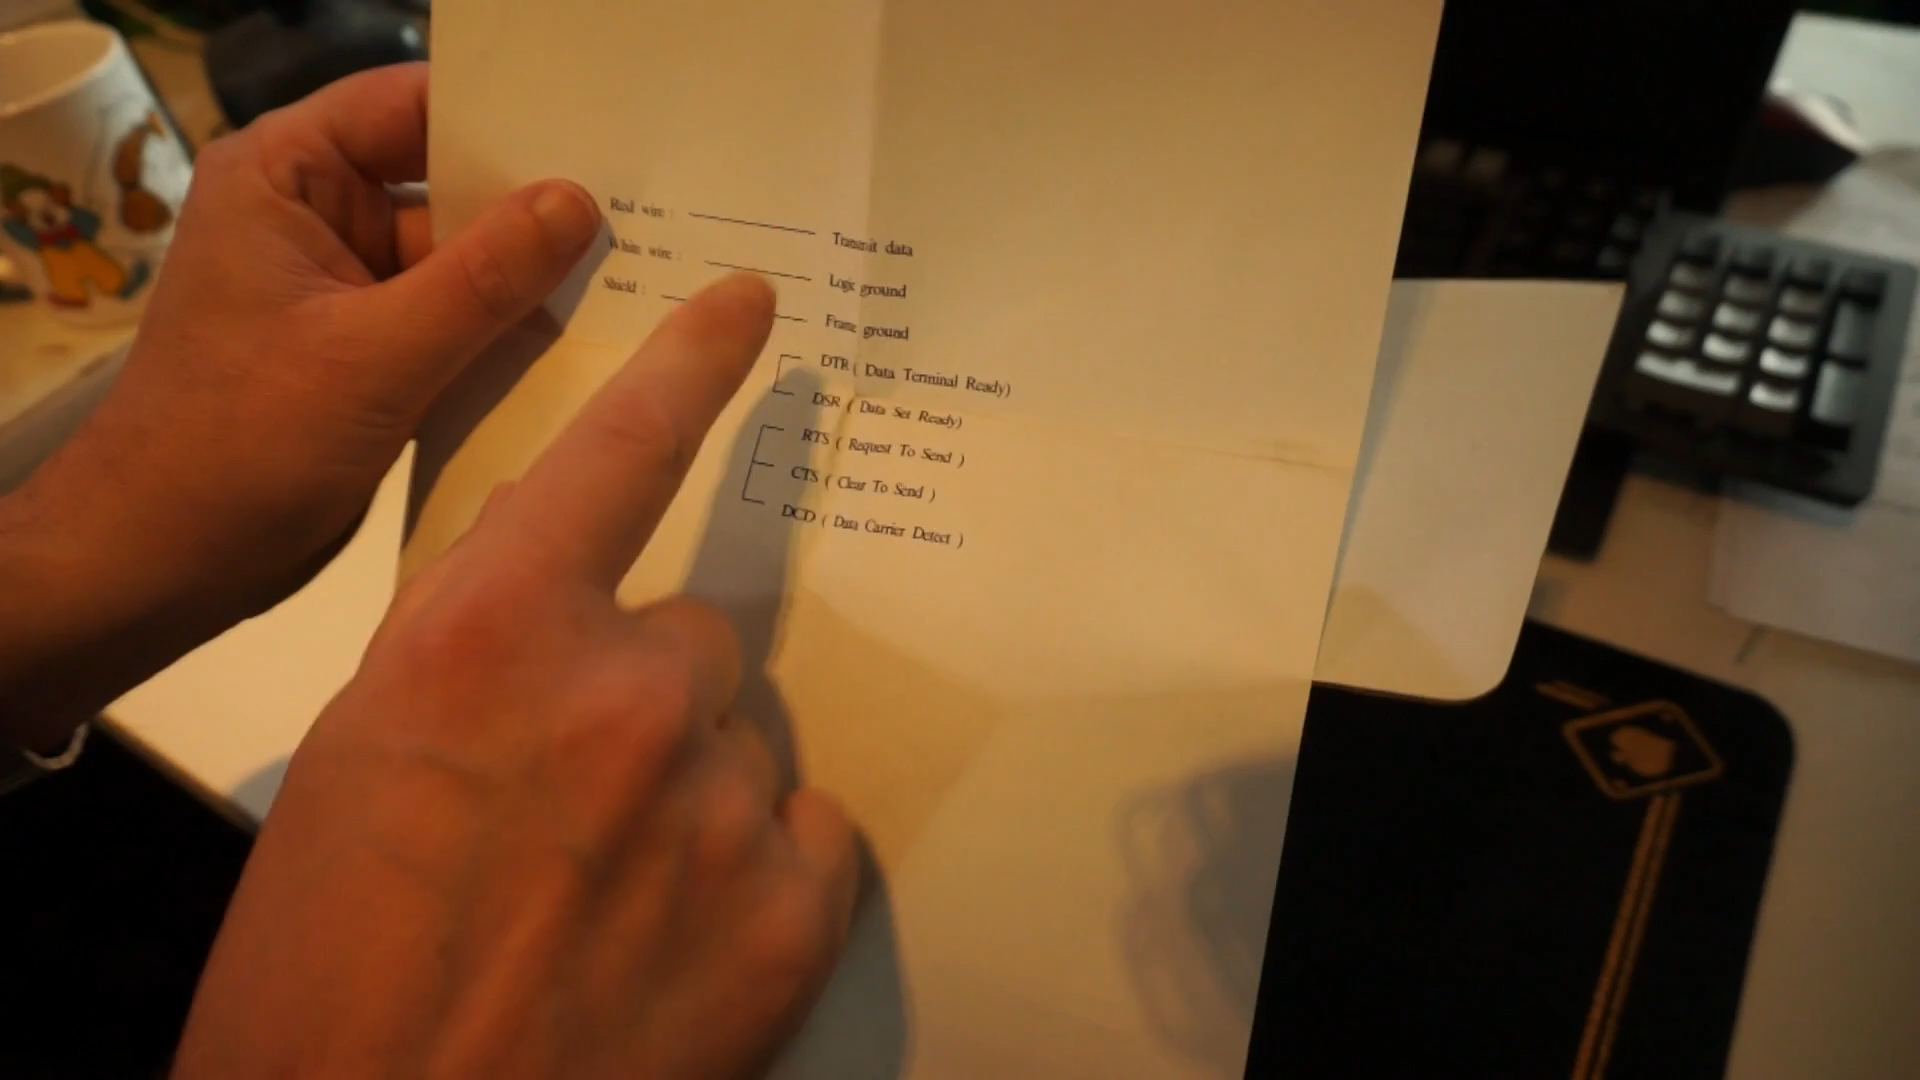 Red wire : Transmit data
White wire : Logic ground
Shield : Frame ground
DTR ( Data Terminal Ready)
DSR ( Data Set Ready)
RTS ( Request To Send )
CTS ( Clear To Send )
DCD ( Data Carrier Detect )